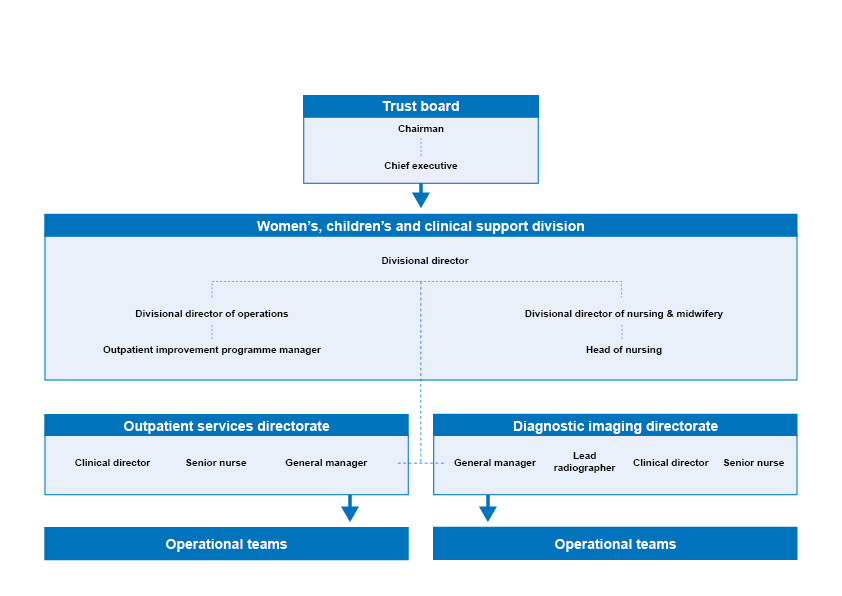 Trust board
Chairman
Chief executive
Women’s, children’s and clinical support division
Divisional director
Divisional director of operations
Divisional director of nursing & midwifery
Outpatient improvement programme manager
Head of nursing
Outpatient services directorate
Diagnostic imaging directorate
Clinical director
Senior nurse
General manager
General manager
Lead
radiographer
Clinical director
Senior nurse
Operational teams
Operational teams